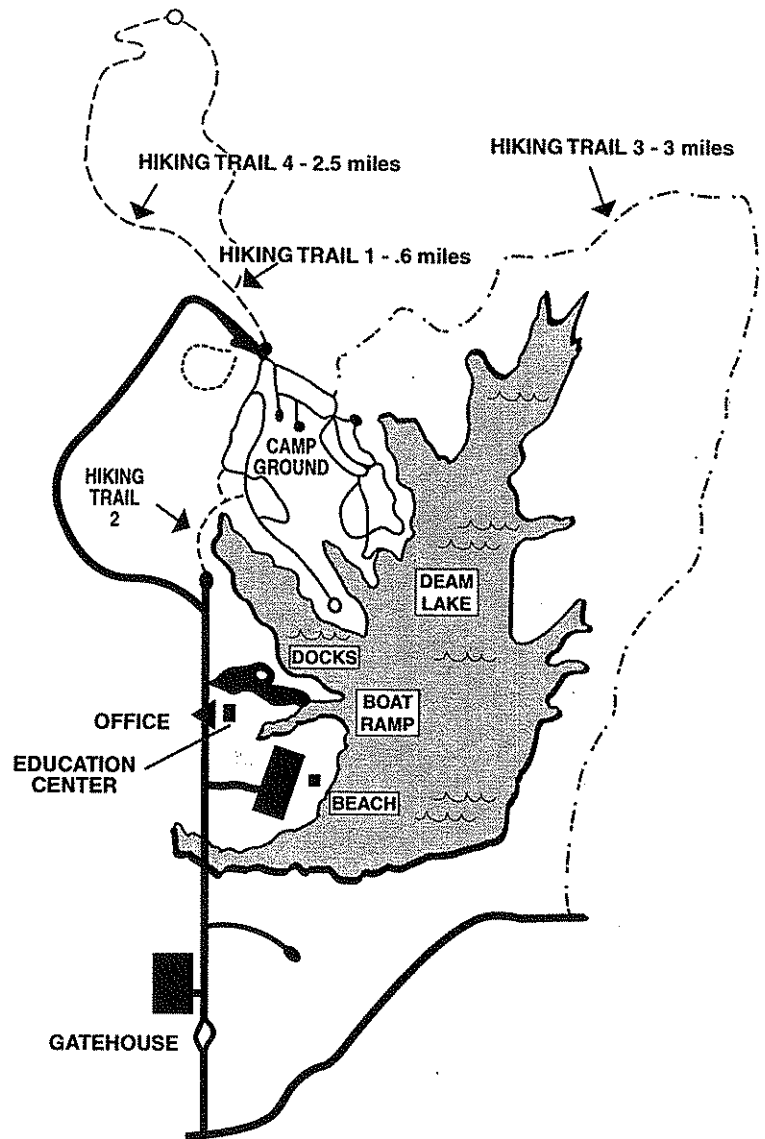 HIKING TRAIL 4 - 2.5 miles
HIKING TRAIL 3 - 3 miles
HIKING TRAIL 1 - .6 miles
CAMP
GROUND
HIKING
TRAIL
2
DEAM
LAKE
DOCKS
BOAT
RAMP
OFFICE
EDUCATION
CENTER
BEACH
GATEHOUSE